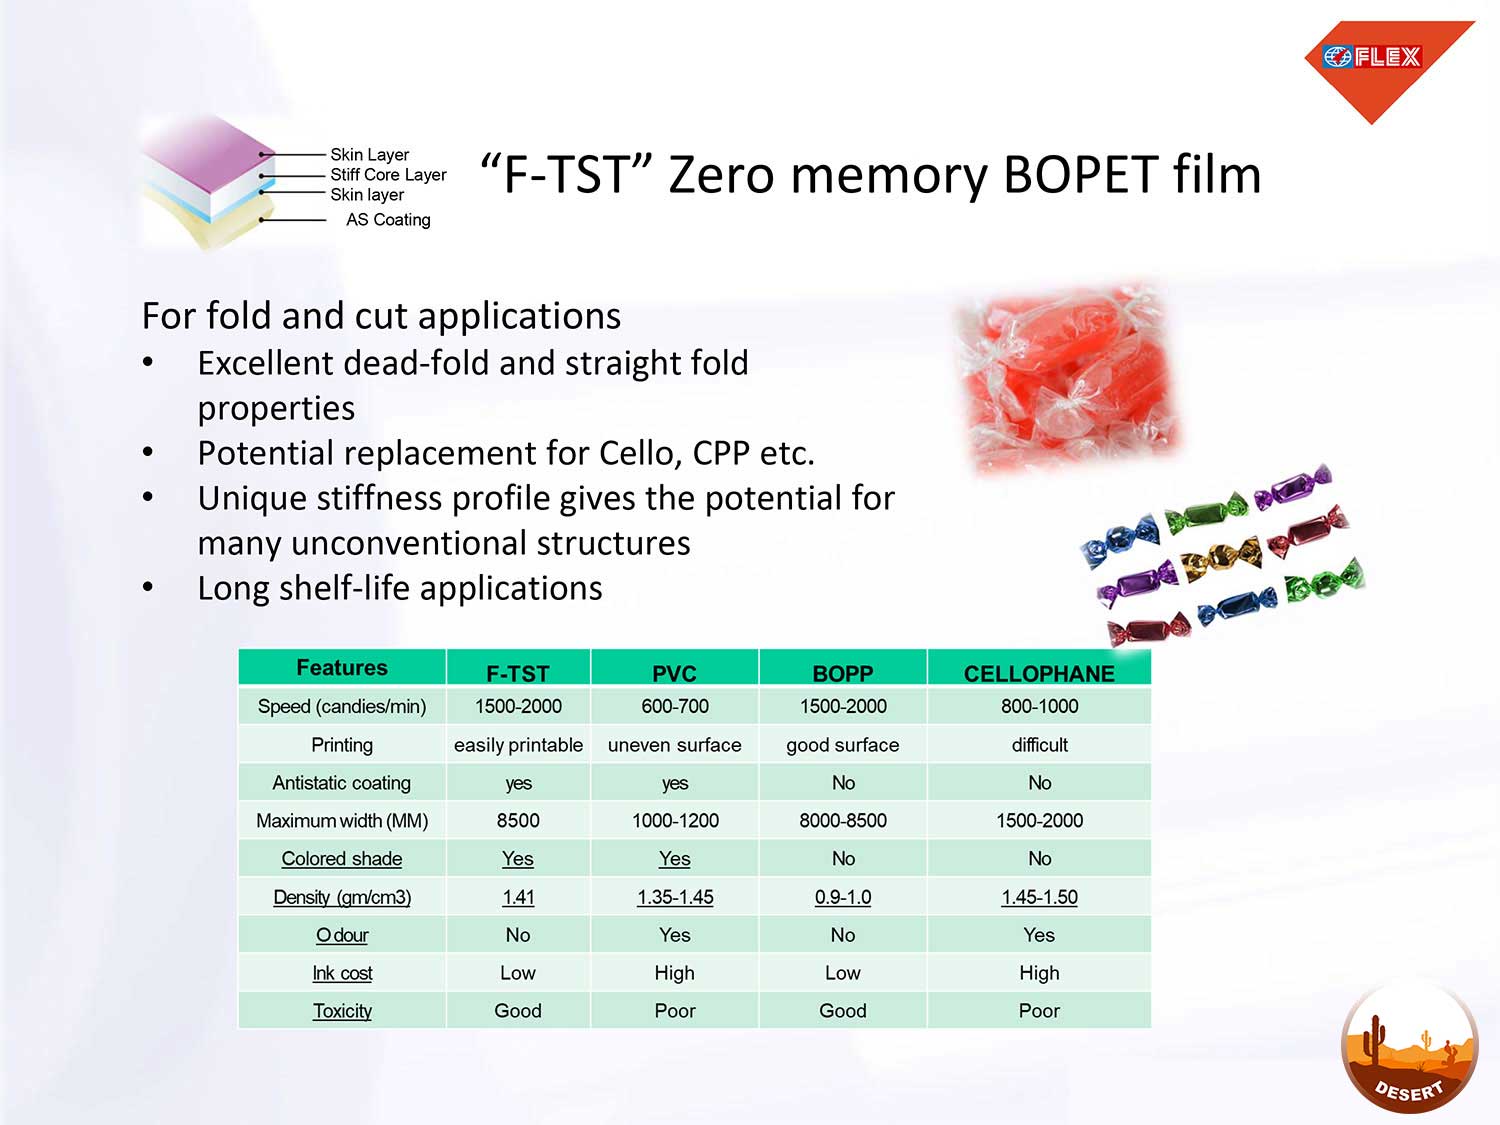 FLEX
Skin Layer
Stiff Core Layer
Skin layer
AS Coating
“F-TST” Zero memory BOPET film
For fold and cut applications
• Excellent dead-fold and straight fold
properties
• Potential replacement for Cello, CPP etc.
• Unique stiffness profile gives the potential for
many unconventional structures
• Long shelf-life applications
Features F-TST PVC BOPP CELLOPHANE
Speed (candies/min) 1500-2000 600-700 1500-2000 800-1000
Printing easily printable uneven surface good surface difficult
Antistatic coating yes yes No No
Maximum width (MM) 8500 1000-1200 8000-8500 1500-2000
Colored shade Yes Yes No No
Density (gm/cm3) 1.41 1.35-1.45 0.9-1.0 1.45-1.50
Odour No Yes No Yes
Ink cost Low High Low High
Toxicity Good Poor Good Poor
DESERT